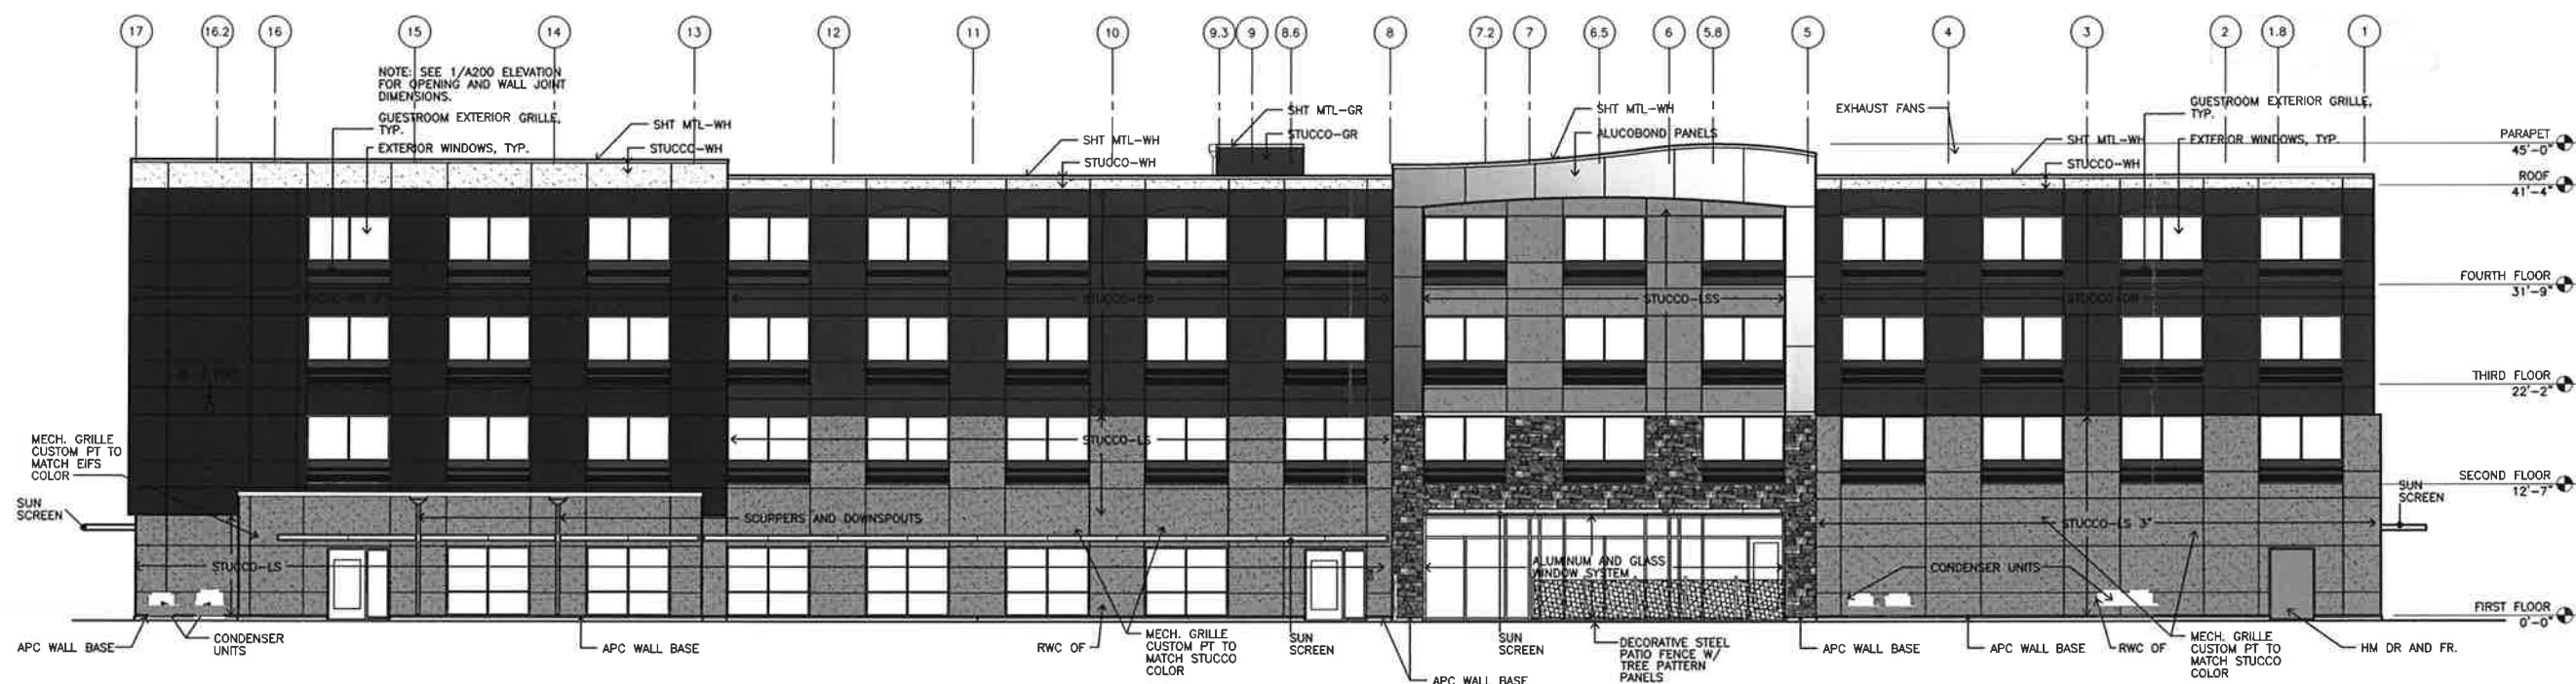 17
16.2
16
15
14
13
12
11
10
9.3
9
8.6
8
7.2
7
6.5
6
5.8
5
4
3
2
1.8
1
NOTE: SEE 1/A200 ELEVATION
FOR OPENING AND WALL JOINT
DIMENSIONS.
GUESTROOM EXTERIOR GRILLE,
TYP.
EXTERIOR WINDOWS, TYP.
SHT MTL-WH
STUCCO-WH
SHT MTL-WH
STUCCO-WH
SHT MTL-GR
STUCCO-GR
SHT MTL-WH
ALUCOBOND PANELS
EXHAUST FANS
GUESTROOM EXTERIOR GRILLE,
TYP.
SHT MTL-WH
EXTERIOR WINDOWS, TYP.
STUCCO-WH
PARAPET
45'-0"
ROOF
41'-4"
FOURTH FLOOR
31'-9"
THIRD FLOOR
22'-2"
SECOND FLOOR
12'-7"
FIRST FLOOR
0'-0"
STUCCO-LSS
STUCCO-LS
MECH. GRILLE
CUSTOM PT TO
MATCH EIFS
COLOR
SUN
SCREEN
SCUPPERS AND DOWNSPOUTS
STUCCO-LS 3"
SUN
SCREEN
STUCCO-LS
ALUMINUM AND GLASS
WINDOW SYSTEM
CONDENSER UNITS
APC WALL BASE
CONDENSER
UNITS
APC WALL BASE
RWC OF
MECH. GRILLE
CUSTOM PT TO
MATCH STUCCO
COLOR
SUN
SCREEN
APC WALL BASE
SUN
SCREEN
DECORATIVE STEEL
PATIO FENCE W/
TREE PATTERN
PANELS
APC WALL BASE
APC WALL BASE
RWC OF
MECH. GRILLE
CUSTOM PT TO
MATCH STUCCO
COLOR
HM DR AND FR.